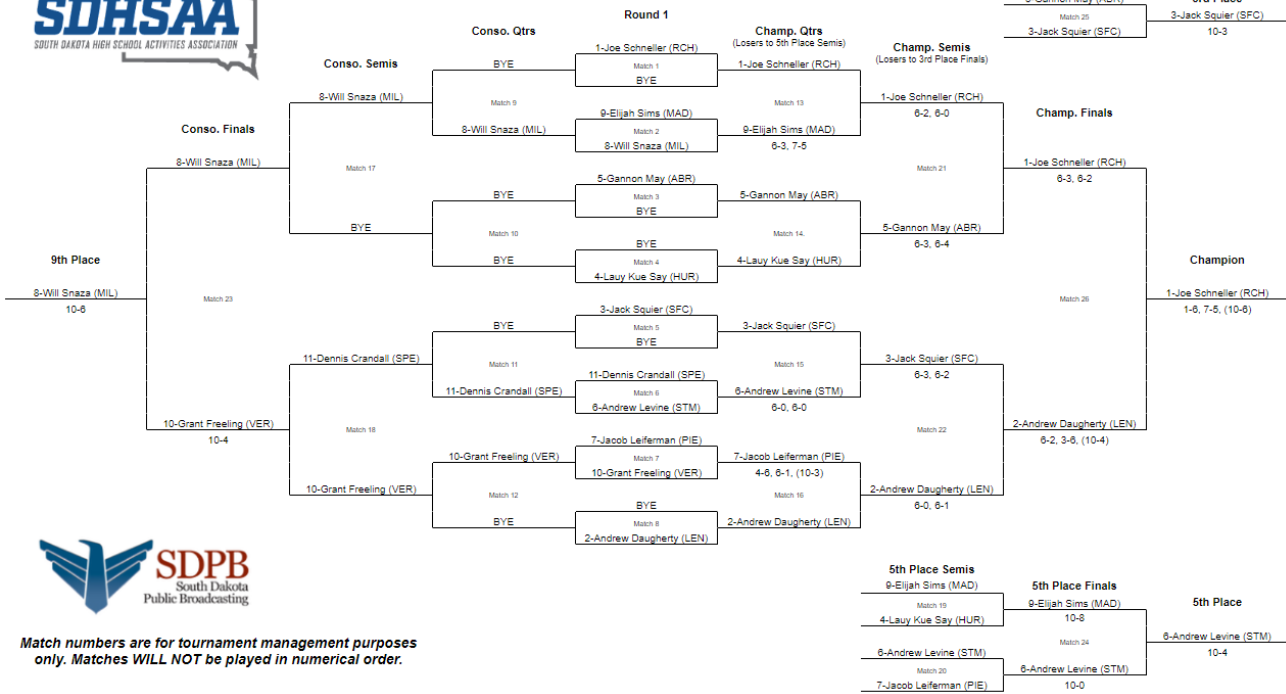 SDHSAA
SOUTH DAKOTA HIGH SCHOOL ACTIVITIES ASSOCIATION
Conso. Finals
Conso. Semis
Conso. Qtrs
Round 1
Champ. Qtrs
(Losers to 5th Place Semis)
Champ. Semis
(Losers to 3rd Place Finals)
Champ. Finals
Champion
9th Place
8-Will Snaza (MIL)
10-6
8-Will Snaza (MIL)
Match 23
10-Grant Freeling (VER)
10-4
8-Will Snaza (MIL)
Match 17
BYE
11-Dennis Crandall (SPE)
Match 18
10-Grant Freeling (VER)
BYE
Match 9
8-Will Snaza (MIL)
BYE
Match 10
BYE
BYE
Match 11
11-Dennis Crandall (SPE)
10-Grant Freeling (VER)
Match 12
BYE
1-Joe Schneller (RCH)
Match 1
BYE
9-Elijah Sims (MAD)
Match 2
8-Will Snaza (MIL)
5-Gannon May (ABR)
Match 3
BYE
BYE
Match 4
4-Lauy Kue Say (HUR)
3-Jack Squier (SFC)
Match 5
BYE
11-Dennis Crandall (SPE)
Match 6
6-Andrew Levine (STM)
7-Jacob Leiferman (PIE)
Match 7
10-Grant Freeling (VER)
BYE
Match 8
2-Andrew Daugherty (LEN)
1-Joe Schneller (RCH)
Match 13
9-Elijah Sims (MAD)
6-3, 7-5
5-Gannon May (ABR)
Match 14.
4-Lauy Kue Say (HUR)
3-Jack Squier (SFC)
Match 15
6-Andrew Levine (STM)
6-0, 6-0
7-Jacob Leiferman (PIE)
4-6, 6-1, (10-3)
Match 16
2-Andrew Daugherty (LEN)
1-Joe Schneller (RCH)
6-2, 6-0
Match 21
5-Gannon May (ABR)
6-3, 6-4
3-Jack Squier (SFC)
6-3, 6-2
Match 22
2-Andrew Daugherty (LEN)
6-0, 6-1
1-Joe Schneller (RCH)
6-3, 6-2
Match 26
2-Andrew Daugherty (LEN)
6-2, 3-6, (10-4)
1-Joe Schneller (RCH)
1-6, 7-5, (10-6)
5-Gannon May (ABR)
Match 25
3-Jack Squier (SFC)
3rd Place
3-Jack Squier (SFC)
10-3
5th Place Semis
9-Elijah Sims (MAD)
Match 19
4-Lauy Kue Say (HUR)
6-Andrew Levine (STM)
Match 20
7-Jacob Leiferman (PIE)
5th Place Finals
9-Elijah Sims (MAD)
10-8
Match 24
6-Andrew Levine (STM)
10-0
5th Place
6-Andrew Levine (STM)
10-4
SDPB
South Dakota
Public Broadcasting
Match numbers are for tournament management purposes
only. Matches WILL NOT be played in numerical order.